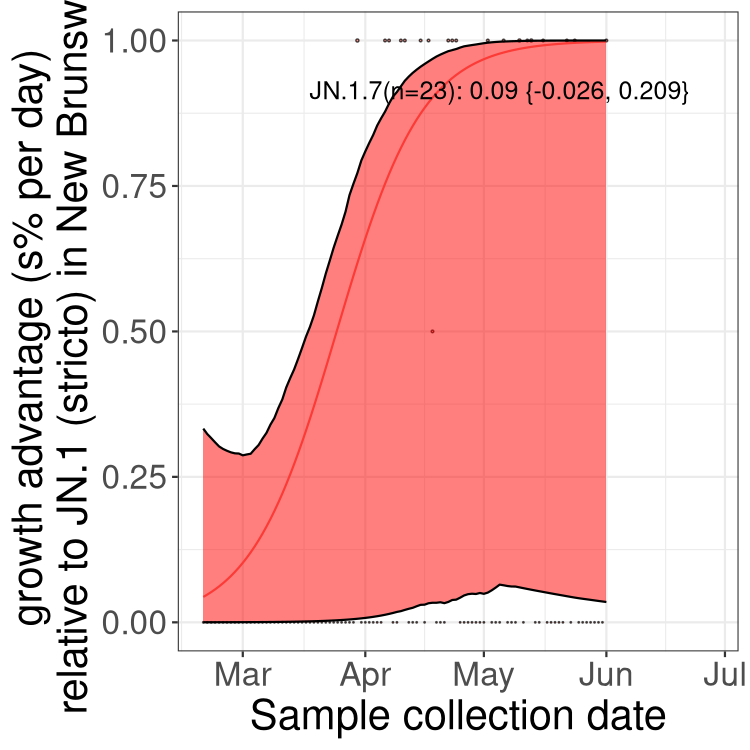 growth advantage (s% per day)
relative to JN.1 (stricto) in New Brunsw
1.00
0.75
0.50
0.25
0.00
JN.1.7(n=23): 0.09 {-0.026, 0.209}
Mar Apr May Jun Jul
Sample collection date